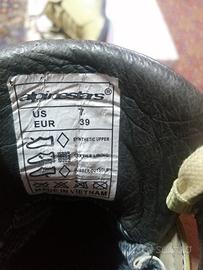 alpinestars
US 7
EUR 39
SYNTHETIC UPPER
MADE IN VIETNAM